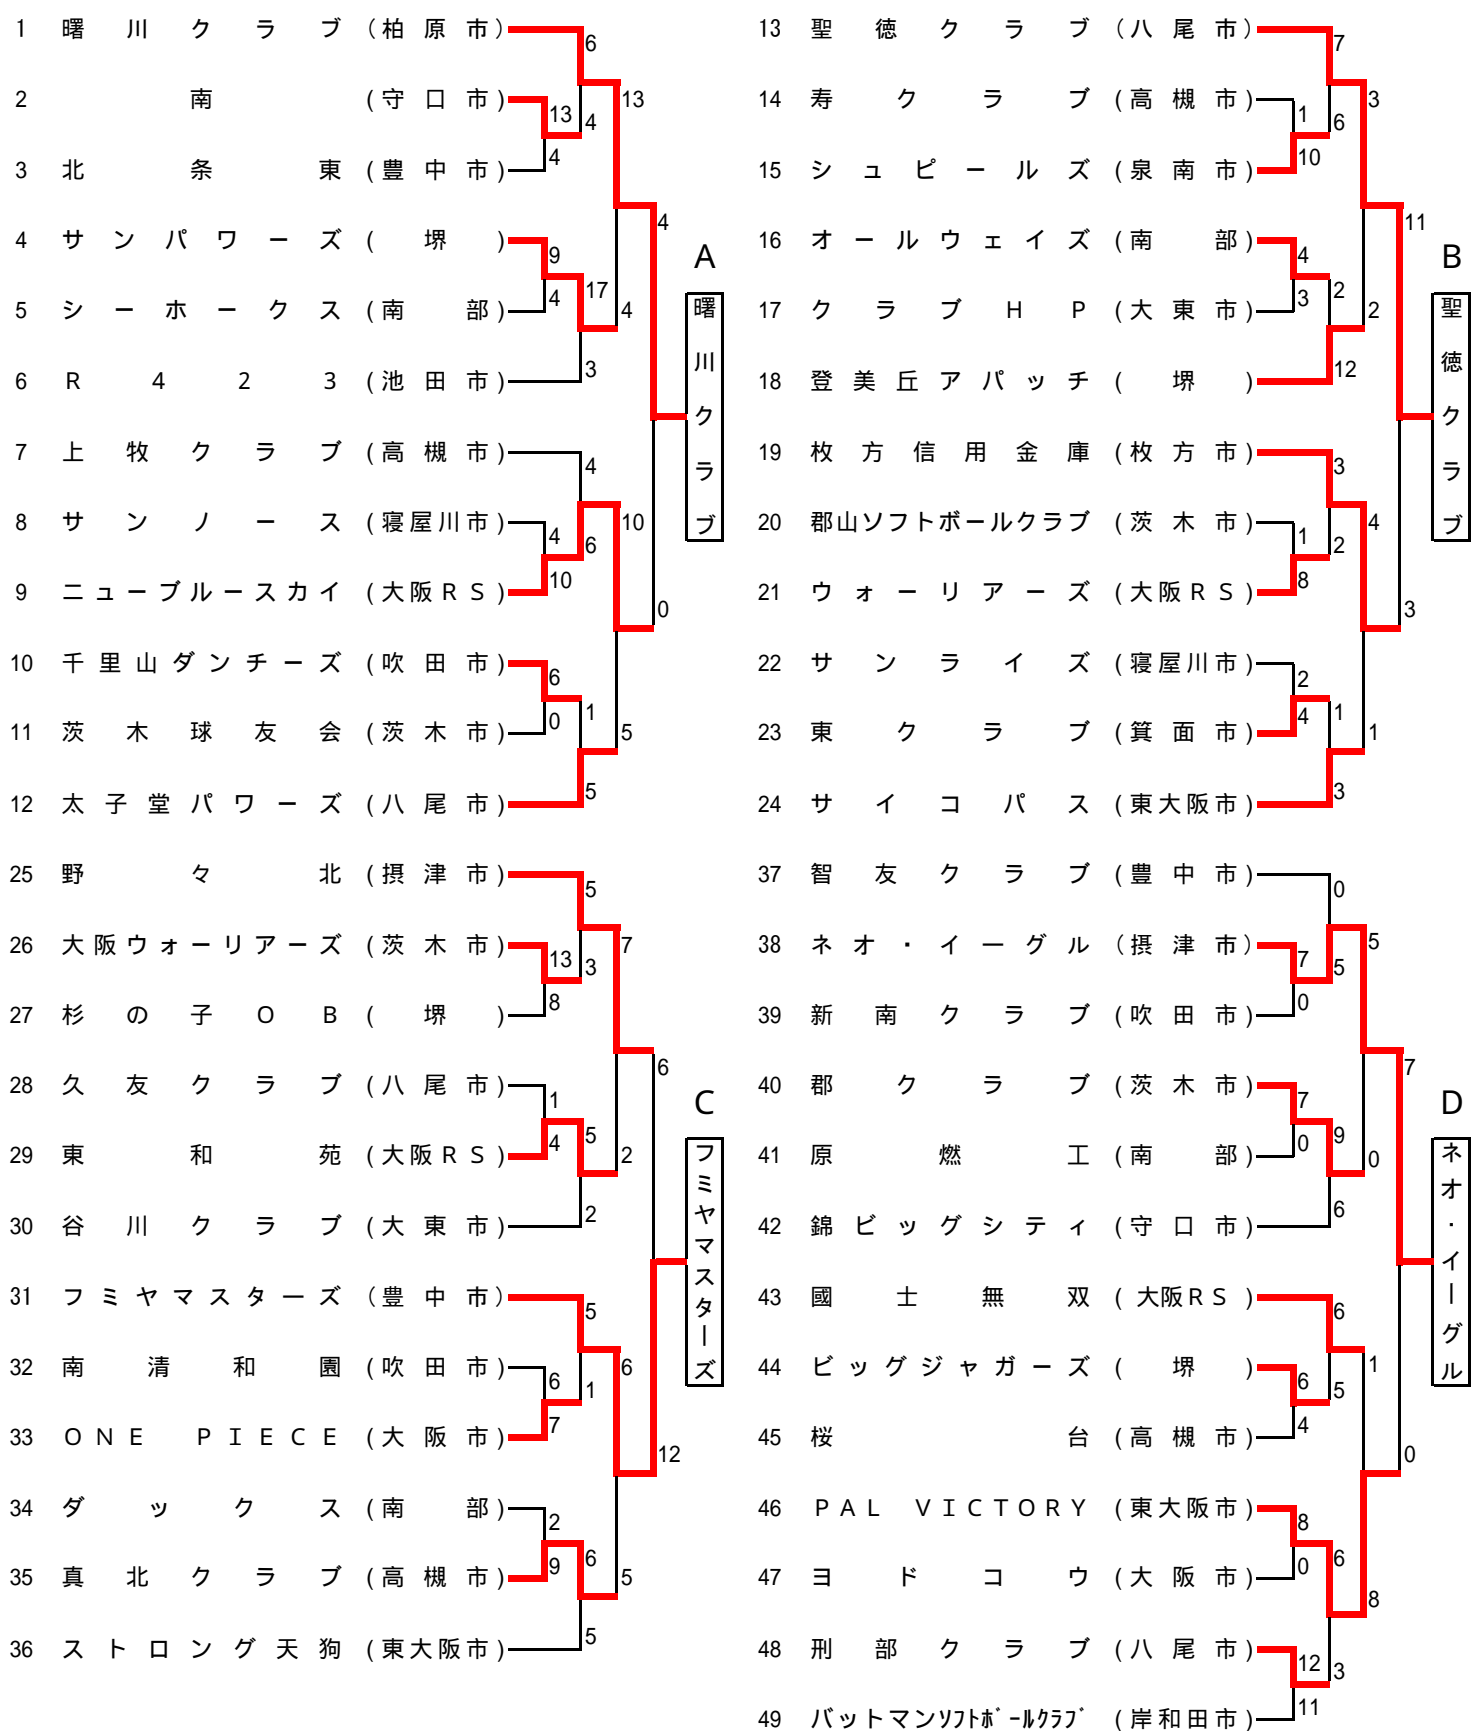 1 曙川クラブ (柏原市) 6
2 南 (守口市) 13 4 13
3 北条東 (豊中市) 4
4 サンパワーズ (堺) 9 4
5 シーホークス (南部) 4 17 4
6 R423 (池田市) 3
7 上牧クラブ (高槻市) 4
8 サンノース (寝屋川市) 4 6 10
9 ニューブルースカイ (大阪RS) 10 0
10 千里山ダンチーズ (吹田市) 6
11 茨木球友会 (茨木市) 0 1 5
12 太子堂パワーズ (八尾市) 5
A
曙川クラブ
13 聖徳クラブ (八尾市) 7
14 寿クラブ (高槻市) 1 6 3
15 シュピールズ (泉南市) 10
16 オールウェイズ (南部) 4 11
17 クラブHP (大東市) 3 2 2
18 登美丘アパッチ (堺) 12
19 枚方信用金庫 (枚方市) 3
20 郡山ソフトボールクラブ (茨木市) 1 2 4
21 ウォーリアーズ (大阪RS) 8 3
22 サンライズ (寝屋川市) 2
23 東クラブ (箕面市) 4 1 1
24 サイコパス (東大阪市) 3
B
聖徳クラブ
25 野々北 (摂津市) 5
26 大阪ウォーリアーズ (茨木市) 13 3 7
27 杉の子OB (堺) 8
28 久友クラブ (八尾市) 1 6
29 東和苑 (大阪RS) 4 5 2
30 谷川クラブ (大東市) 2
31 フミヤマスターズ (豊中市) 5
32 南清和園 (吹田市) 6 1 6
33 ONE PIECE (大阪市) 7 12
34 ダックス (南部) 2
35 真北クラブ (高槻市) 9 6 5
36 ストロング天狗 (東大阪市) 5
C
フミヤマスターズ
37 智友クラブ (豊中市) 0
38 ネオ・イーグル (摂津市) 7 5 5
39 新南クラブ (吹田市) 0
40 郡クラブ (茨木市) 7 7
41 原燃工 (南部) 0 9 0
42 錦ビッグシティ (守口市) 6
43 國士無双 (大阪RS) 6
44 ビッグジャガーズ (堺) 6 5 1
45 桜台 (高槻市) 4 0
46 PAL VICTORY (東大阪市) 8
47 ヨドコウ (大阪市) 0 6 8
48 刑部クラブ (八尾市) 12 3
49 バットマンソフトボールクラブ (岸和田市) 11
D
ネオ・イーグル